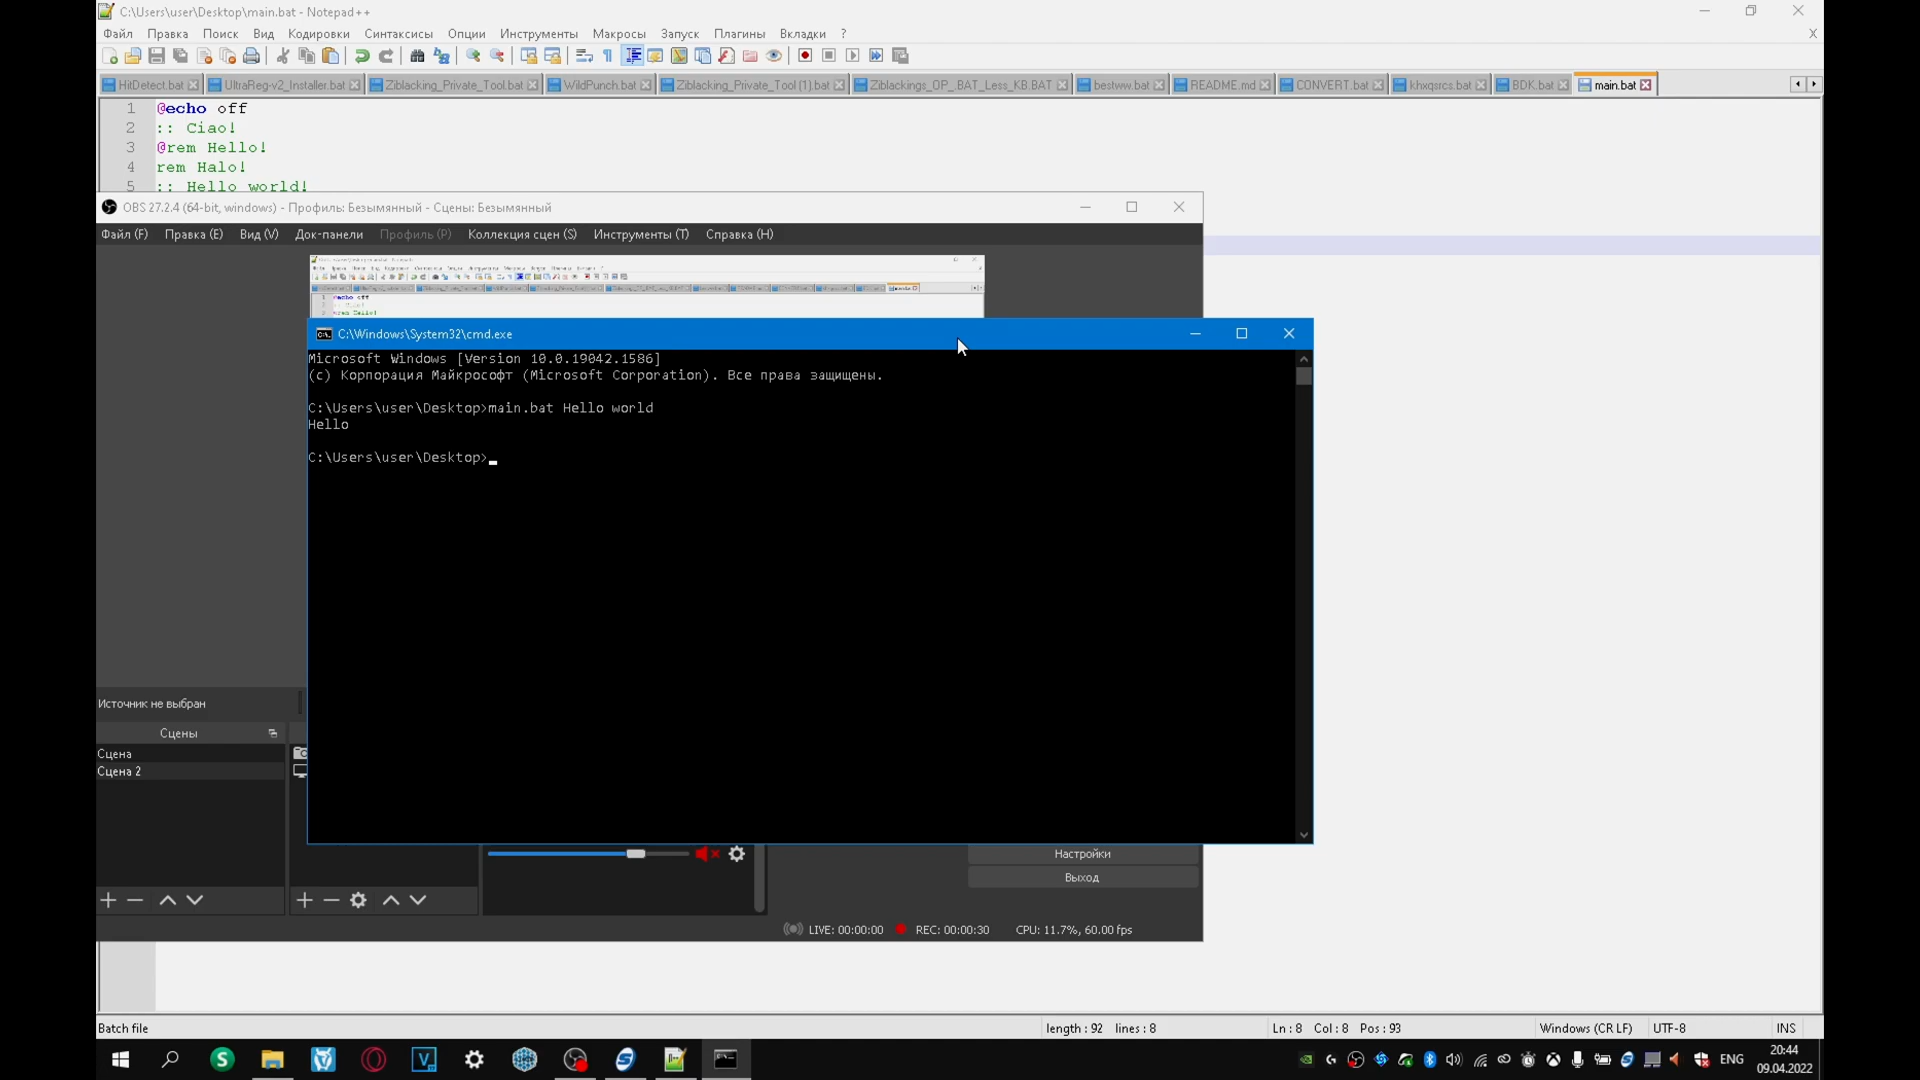 C:\Users\user\Desktop\main.bat - Notepad++
Файл Правка Поиск Вид Кодировки Синтаксисы Опции Инструменты Макросы Запуск Плагины Вкладки ? X
HitDetect.bat UltraReg-v2_Installer.bat Ziblacking_Private_Tool.bat WildPunch.bat Ziblacking_Private_Tool (1).bat Ziblackings_OP_.BAT_Less_KB.BAT bestww.bat README.md CONVERT.bat khxqsrcs.bat BDK.bat main.bat
1 @echo off
2 :: Ciao!
3 @rem Hello!
4 rem Halo!
5 :: Hello world!
OBS 27.2.4 (64-bit, windows) - Профиль: Безымянный - Сцены: Безымянный
Файл (F) Правка (E) Вид (V) Док-панели Профиль (P) Коллекция сцен (S) Инструменты (T) Справка (H)
C:\Windows\System32\cmd.exe
Microsoft Windows [Version 10.0.19042.1586]
(c) Корпорация Майкрософт (Microsoft Corporation). Все права защищены.
C:\Users\user\Desktop>main.bat Hello world
Hello
C:\Users\user\Desktop>
Источник не выбран
Сцены
Сцена
Сцена 2
Настройки
Выход
LIVE: 00:00:00 REC: 00:00:30 CPU: 11.7%, 60.00 fps
Batch file length : 92 lines : 8 Ln : 8 Col : 8 Pos : 93 Windows (CR LF) UTF-8 INS
ENG 20:44
09.04.2022